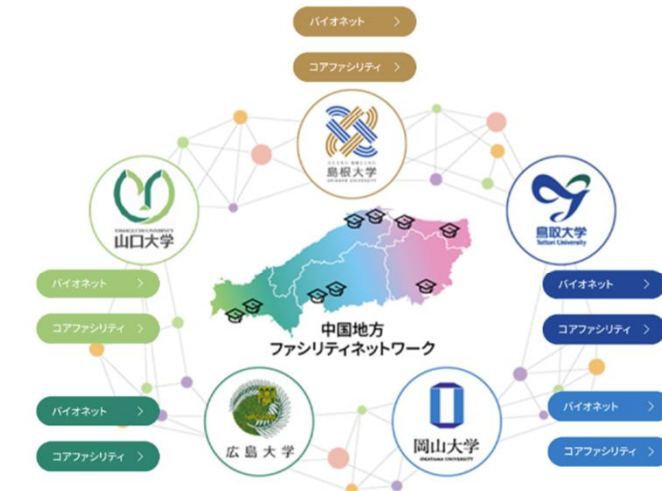 バイオネット
コアファシリティ
島根大学
SHIMANE UNIVERSITY
山口大学
鳥取大学
Tottori University
バイオネット
コアファシリティ
バイオネット
コアファシリティ
中国地方
ファシリティネットワーク
バイオネット
コアファシリティ
広島大学
岡山大学
OKAYAMA UNIVERSITY
バイオネット
コアファシリティ